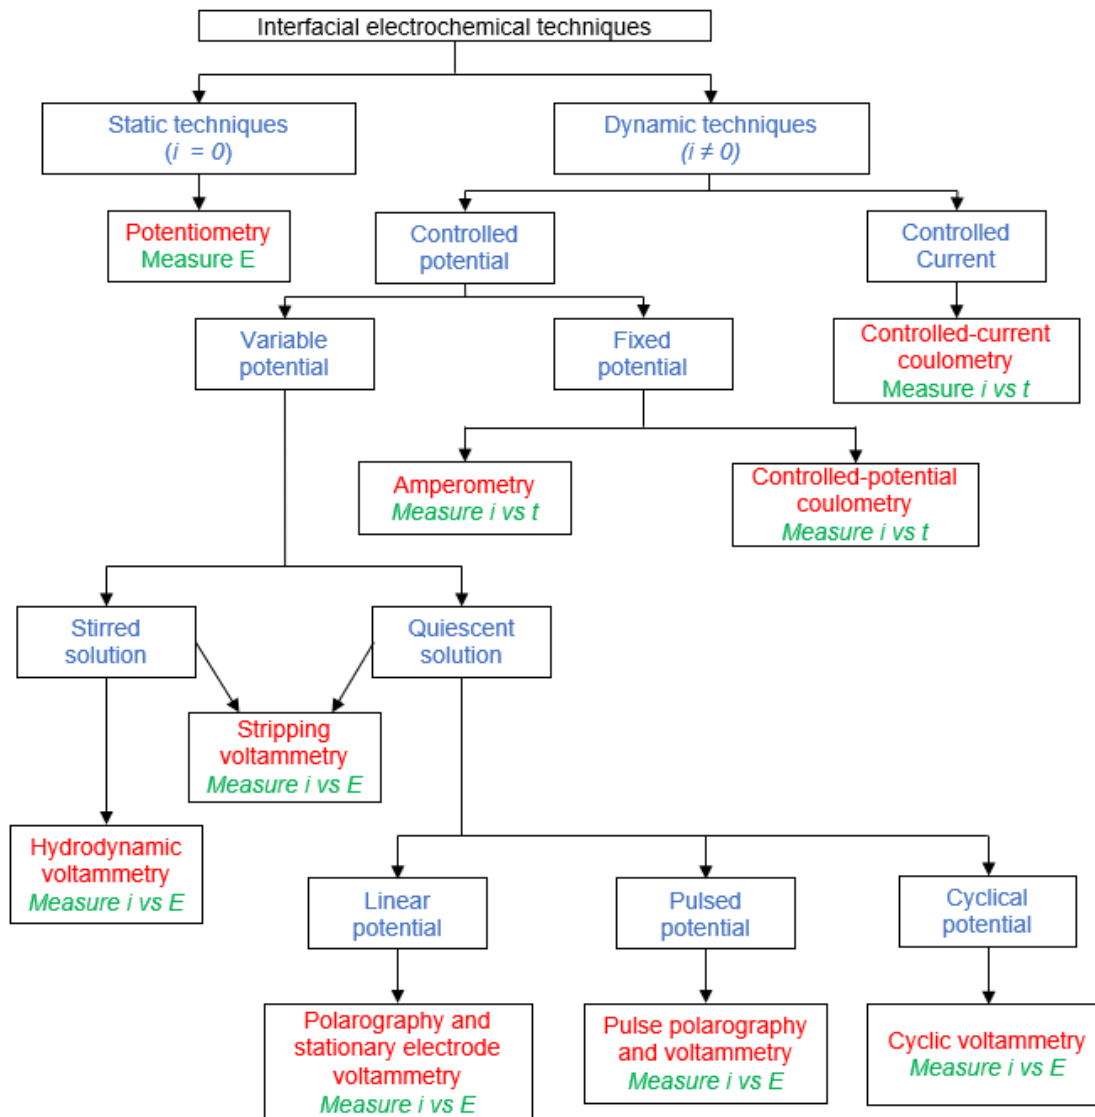 Interfacial electrochemical techniques
Static techniques
(i = 0)
Dynamic techniques
(i ≠ 0)
Potentiometry
Measure E
Controlled
potential
Controlled
Current
Variable
potential
Fixed
potential
Controlled-current
coulometry
Measure i vs t
Amperometry
Measure i vs t
Controlled-potential
coulometry
Measure i vs t
Stirred
solution
Quiescent
solution
Stripping
voltammetry
Measure i vs E
Hydrodynamic
voltammetry
Measure i vs E
Linear
potential
Pulsed
potential
Cyclical
potential
Polarography and
stationary electrode
voltammetry
Measure i vs E
Pulse polarography
and voltammetry
Measure i vs E
Cyclic voltammetry
Measure i vs E